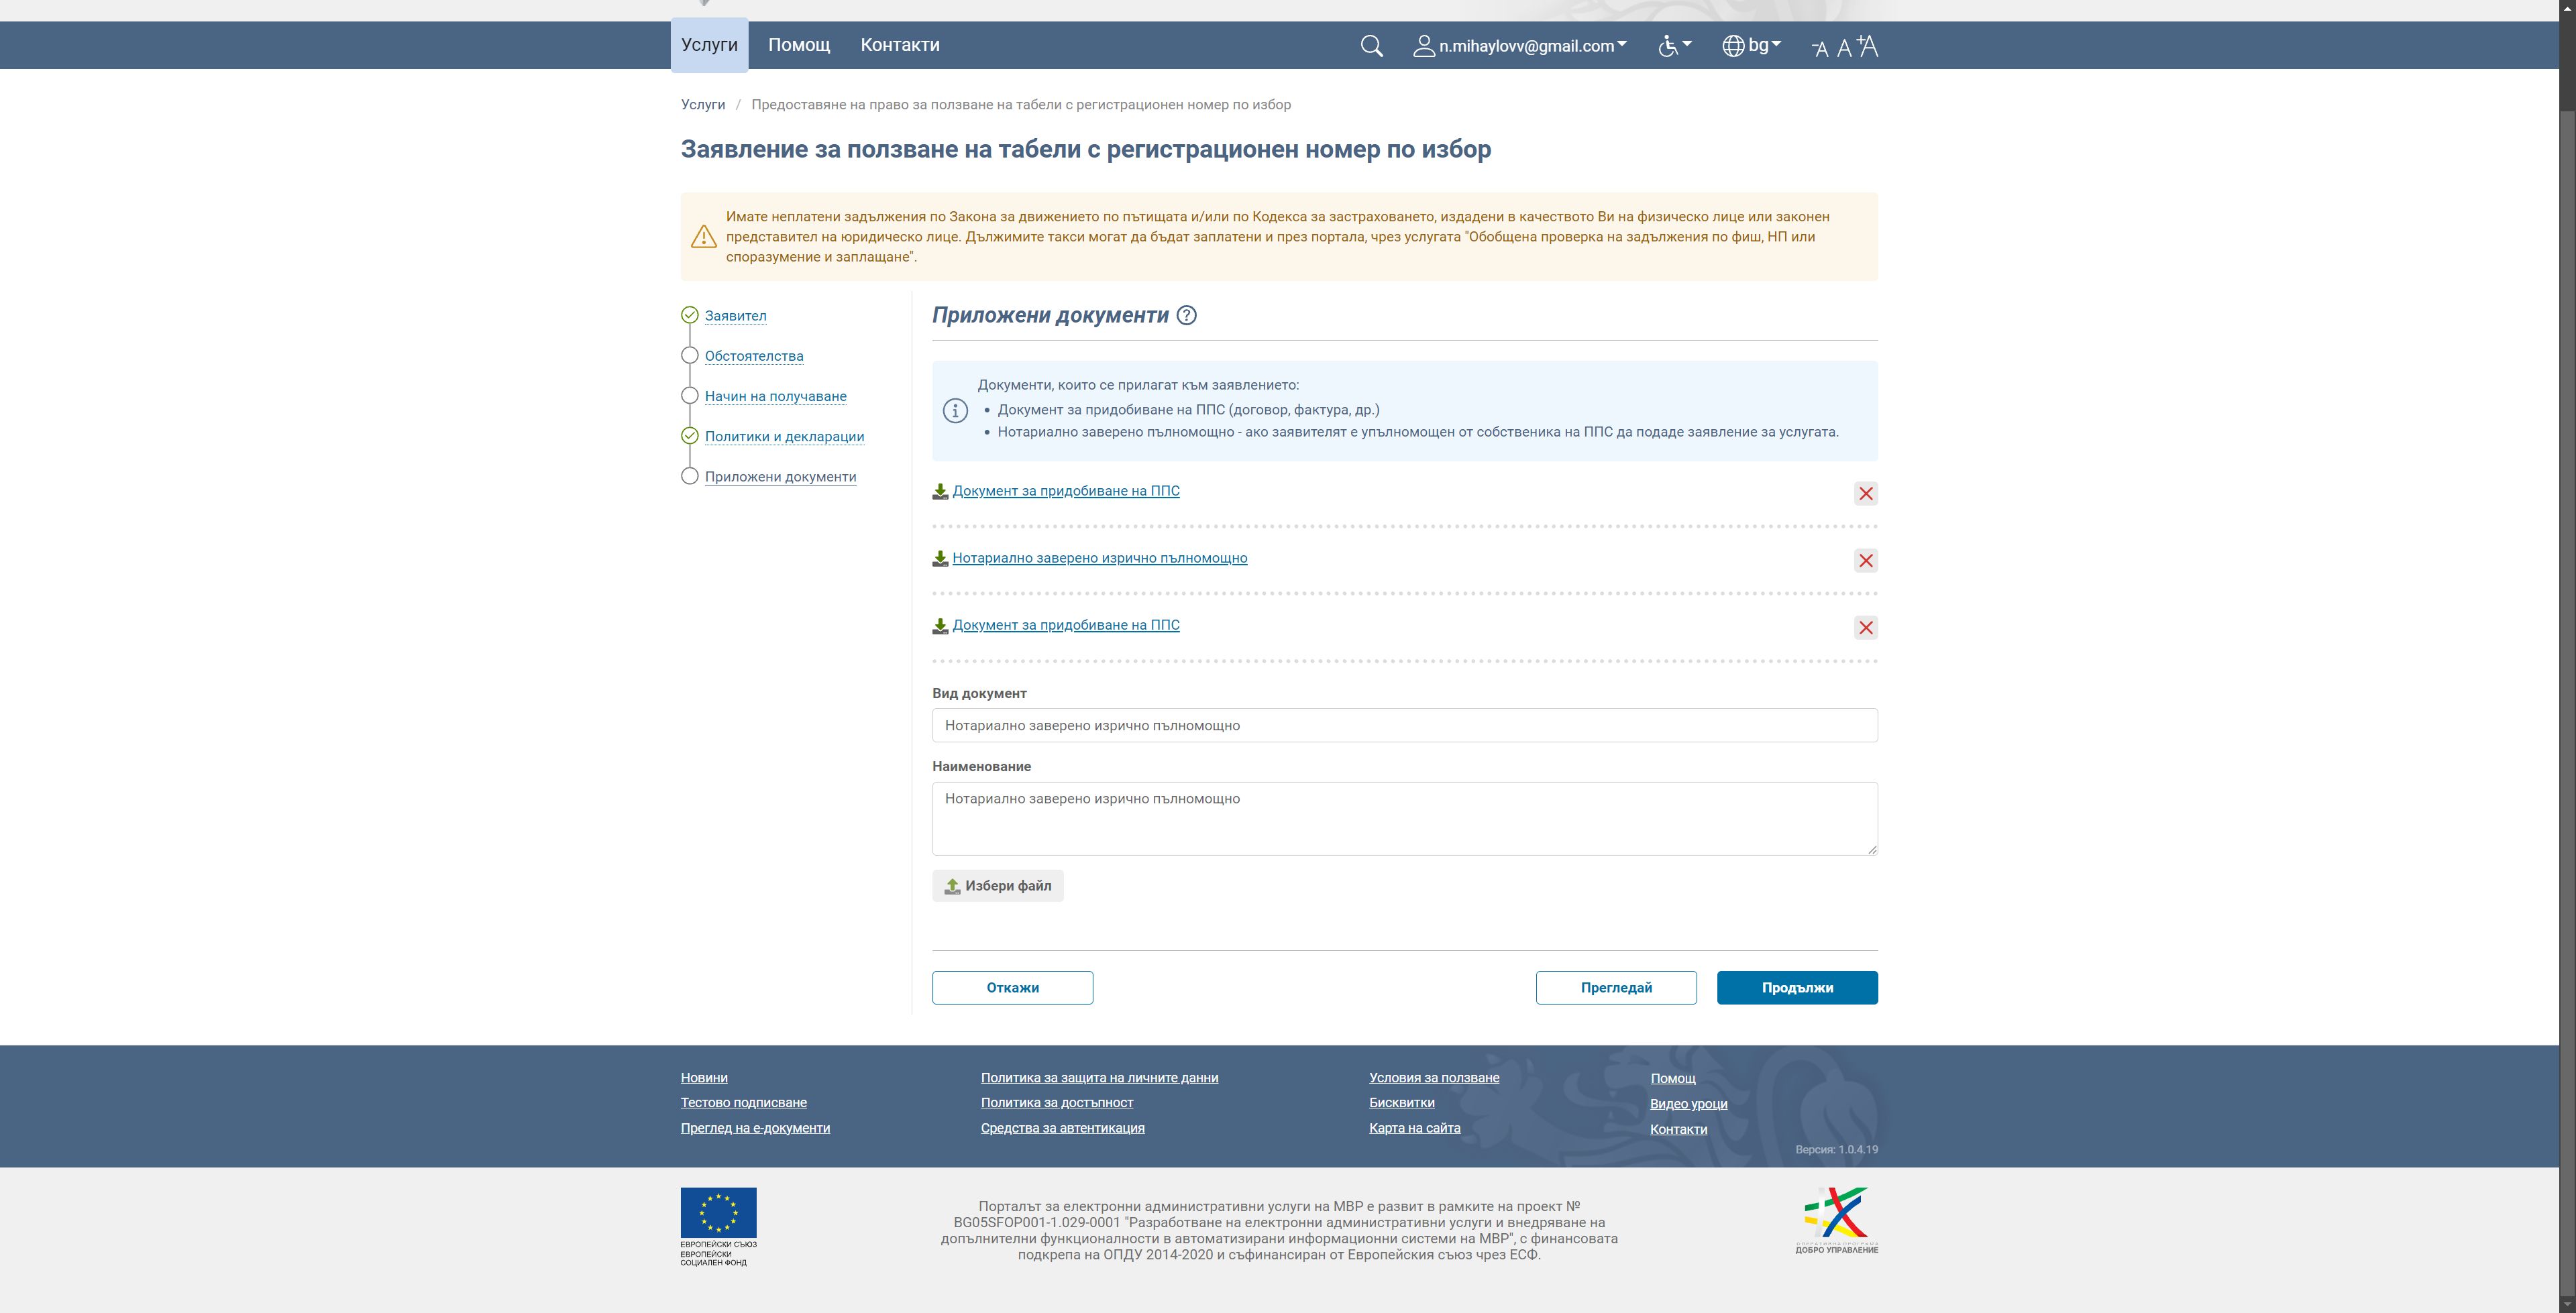 Услуги
Помощ
Контакти
n.mihaylovv@gmail.com
bg
-A A +A
Услуги / Предоставяне на право за ползване на табели с регистрационен номер по избор
Заявление за ползване на табели с регистрационен номер по избор
Имате неплатени задължения по Закона за движението по пътищата и/или по Кодекса за застраховането, издадени в качеството Ви на физическо лице или законен
представител на юридическо лице. Дължимите такси могат да бъдат заплатени и през портала, чрез услугата "Обобщена проверка на задължения по фиш, НП или
споразумение и заплащане".
Заявител
Обстоятелства
Начин на получаване
Политики и декларации
Приложени документи
Приложени документи
Документи, които се прилагат към заявлението:
• Документ за придобиване на ППС (договор, фактура, др.)
• Нотариално заверено пълномощно - ако заявителят е упълномощен от собственика на ППС да подаде заявление за услугата.
Документ за придобиване на ППС
Нотариално заверено изрично пълномощно
Документ за придобиване на ППС
Вид документ
Нотариално заверено изрично пълномощно
Наименование
Нотариално заверено изрично пълномощно
Избери файл
Откажи
Прегледай
Продължи
Новини
Тестово подписване
Преглед на е-документи
Политика за защита на личните данни
Политика за достъпност
Средства за автентикация
Условия за ползване
Бисквитки
Карта на сайта
Помощ
Видео уроци
Контакти
Версия: 1.0.4.19
ЕВРОПЕЙСКИ СЪЮЗ
ЕВРОПЕЙСКИ
СОЦИАЛЕН ФОНД
Порталът за електронни административни услуги на МВР е развит в рамките на проект №
BG05SFOP001-1.029-0001 "Разработване на електронни административни услуги и внедряване на
допълнителни функционалности в автоматизирани информационни системи на МВР", с финансовата
подкрепа на ОПДУ 2014-2020 и съфинансиран от Европейския съюз чрез ЕСФ.
ДОБРО УПРАВЛЕНИЕ